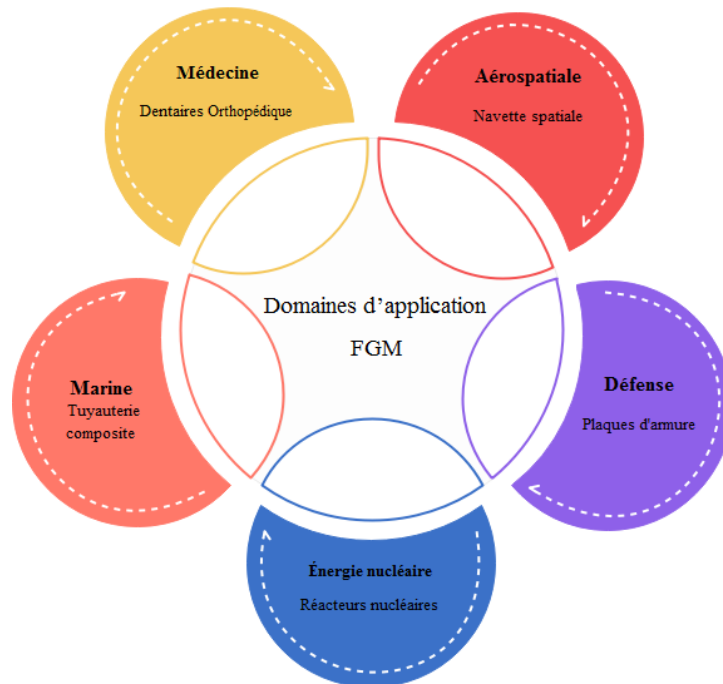 Médecine
Dentaires Orthopédique
Aérospatiale
Navette spatiale
Domaines d’application
FGM
Marine
Tuyauterie
composite
Défense
Plaques d'armure
Énergie nucléaire
Réacteurs nucléaires